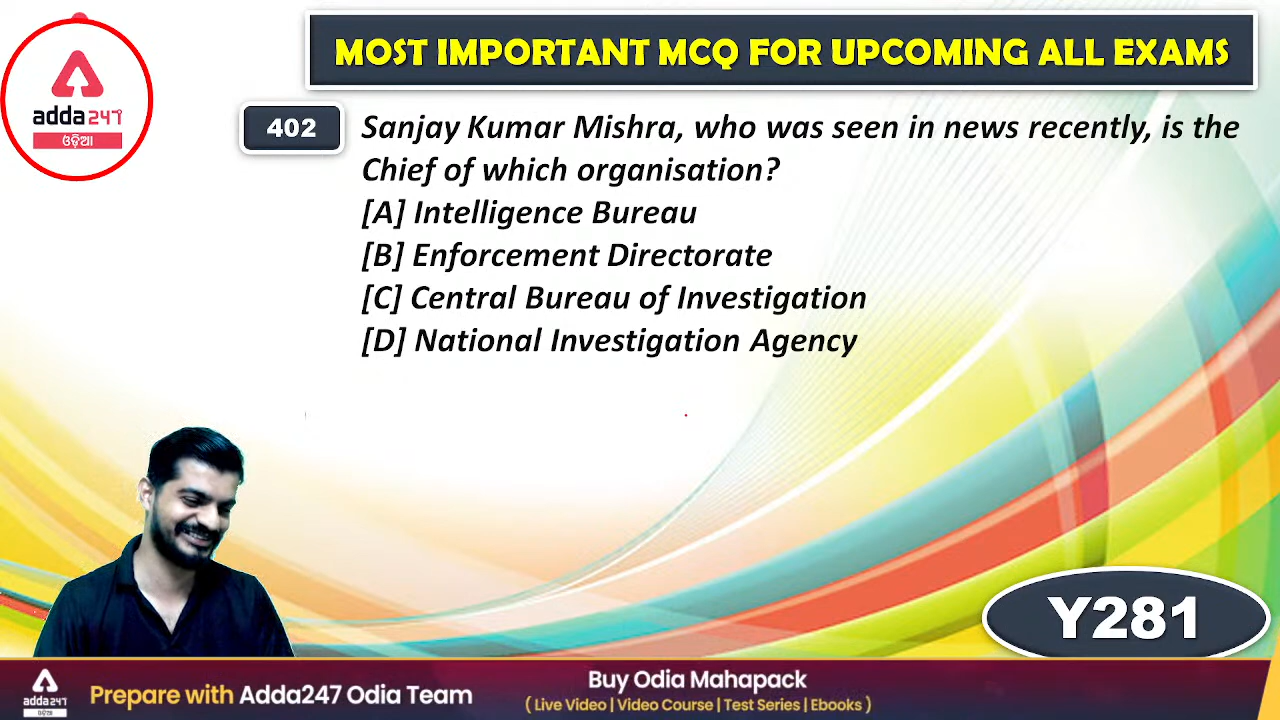 MOST IMPORTANT MCQ FOR UPCOMING ALL EXAMS
adda247
ଓଡ଼ିଆ
402
Sanjay Kumar Mishra, who was seen in news recently, is the
Chief of which organisation?
[A] Intelligence Bureau
[B] Enforcement Directorate
[C] Central Bureau of Investigation
[D] National Investigation Agency
Y281
adda247
ଓଡ଼ିଆ
Prepare with Adda247 Odia Team
Buy Odia Mahapack
( Live Video | Video Course | Test Series | Ebooks )